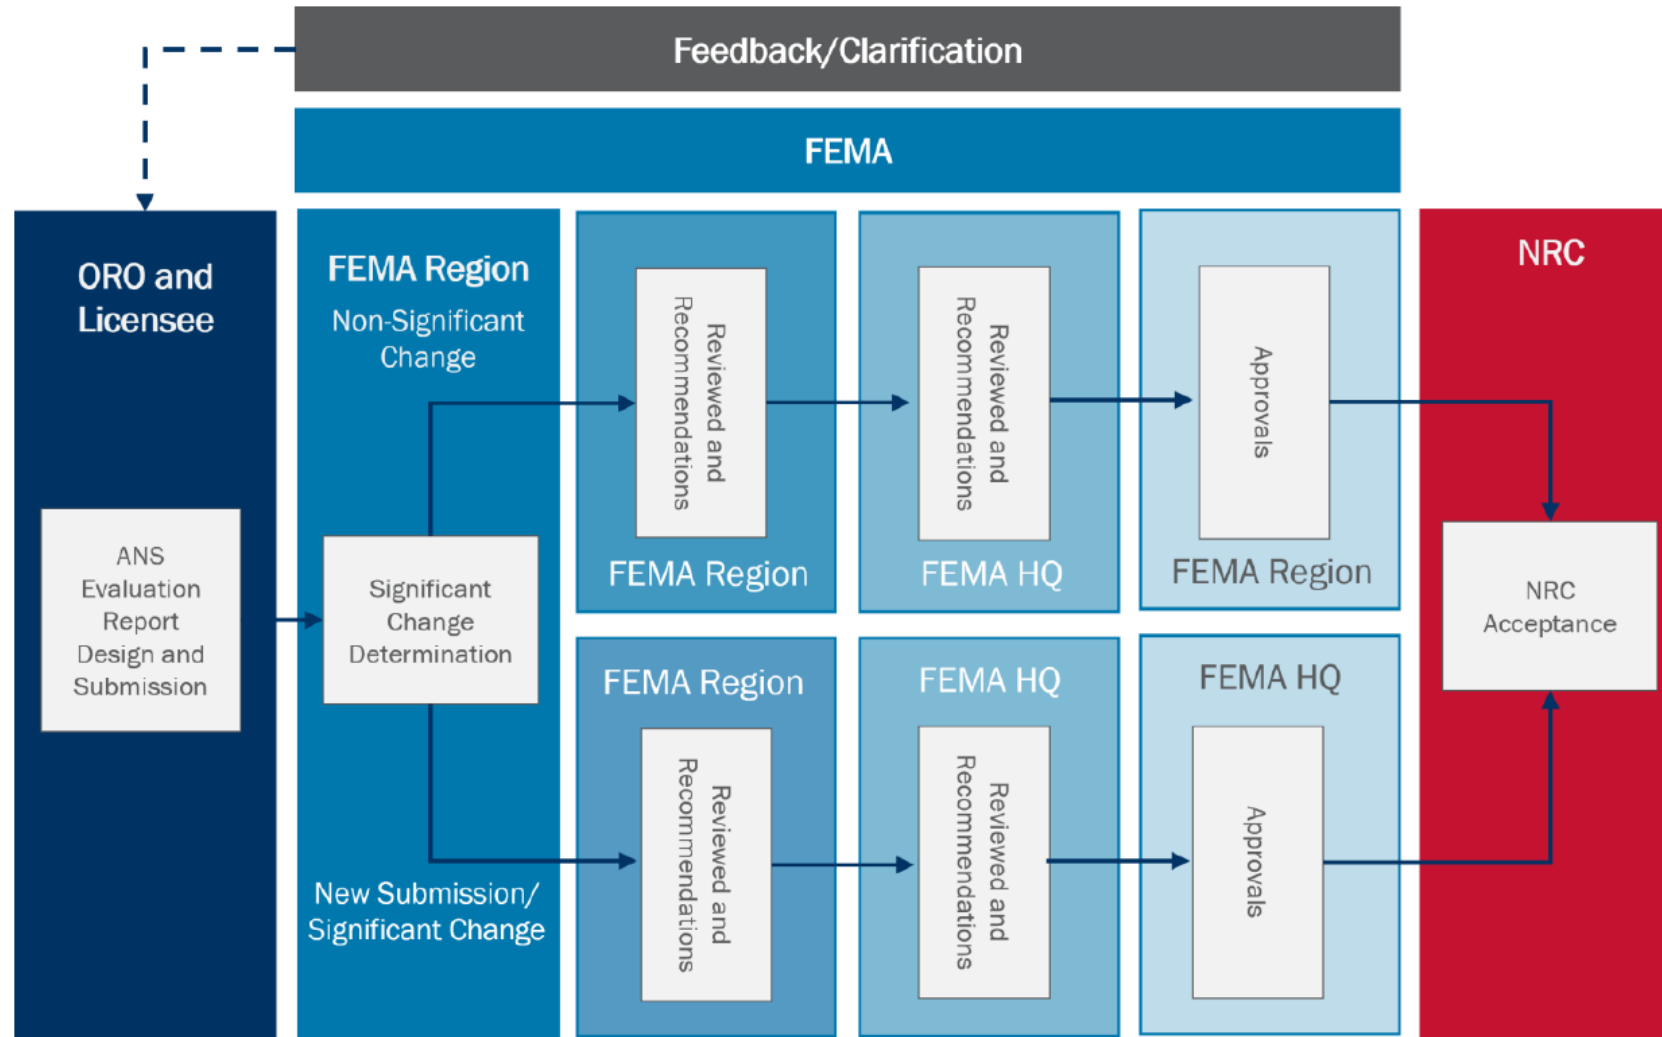 Feedback/Clarification
FEMA
ORO and
Licensee
ANS
Evaluation
Report
Design and
Submission
FEMA Region
Non-Significant
Change
Significant
Change
Determination
New Submission/
Significant Change
Reviewed and
Recommendations
FEMA Region
Reviewed and
Recommendations
FEMA HQ
Approvals
FEMA Region
FEMA Region
Reviewed and
Recommendations
FEMA HQ
Reviewed and
Recommendations
FEMA HQ
Approvals
NRC
NRC
Acceptance